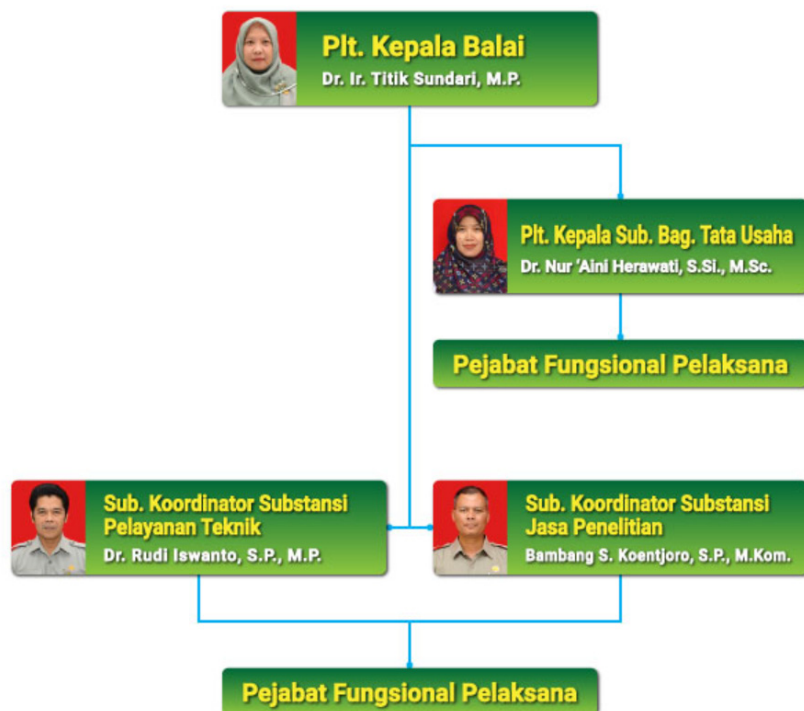 Plt. Kepala Balai
Dr. Ir. Titik Sundari, M.P.
Plt. Kepala Sub. Bag. Tata Usaha
Dr. Nur ‘Aini Herawati, S.Si., M.Sc.
Pejabat Fungsional Pelaksana
Sub. Koordinator Substansi
Pelayanan Teknik
Dr. Rudi Iswanto, S.P., M.P.
Sub. Koordinator Substansi
Jasa Penelitian
Bambang S. Koentjoro, S.P., M.Kom.
Pejabat Fungsional Pelaksana